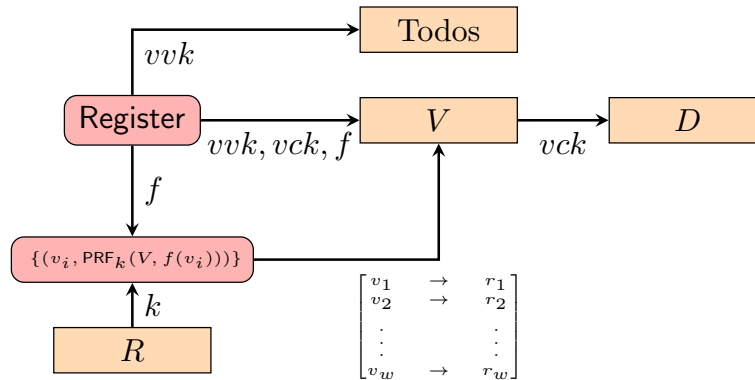 Todos
vvk
Register
V
D
vvk, vck, f
vck
f
{(v_i, PRF_k(V, f(v_i)))}
k
R
v_1 → r_1
v_2 → r_2
. .
. .
. .
v_w → r_w